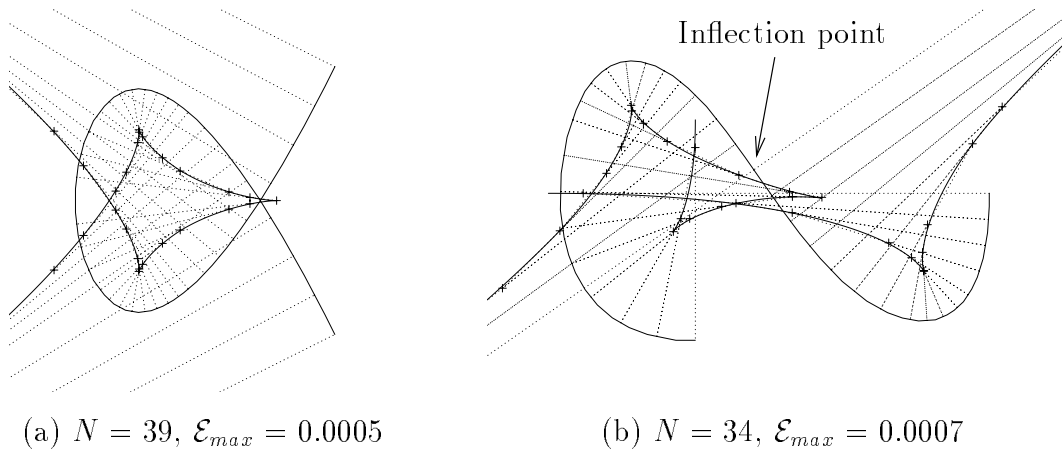 Inflection point
(a) N = 39, ℰ_max = 0.0005
(b) N = 34, ℰ_max = 0.0007